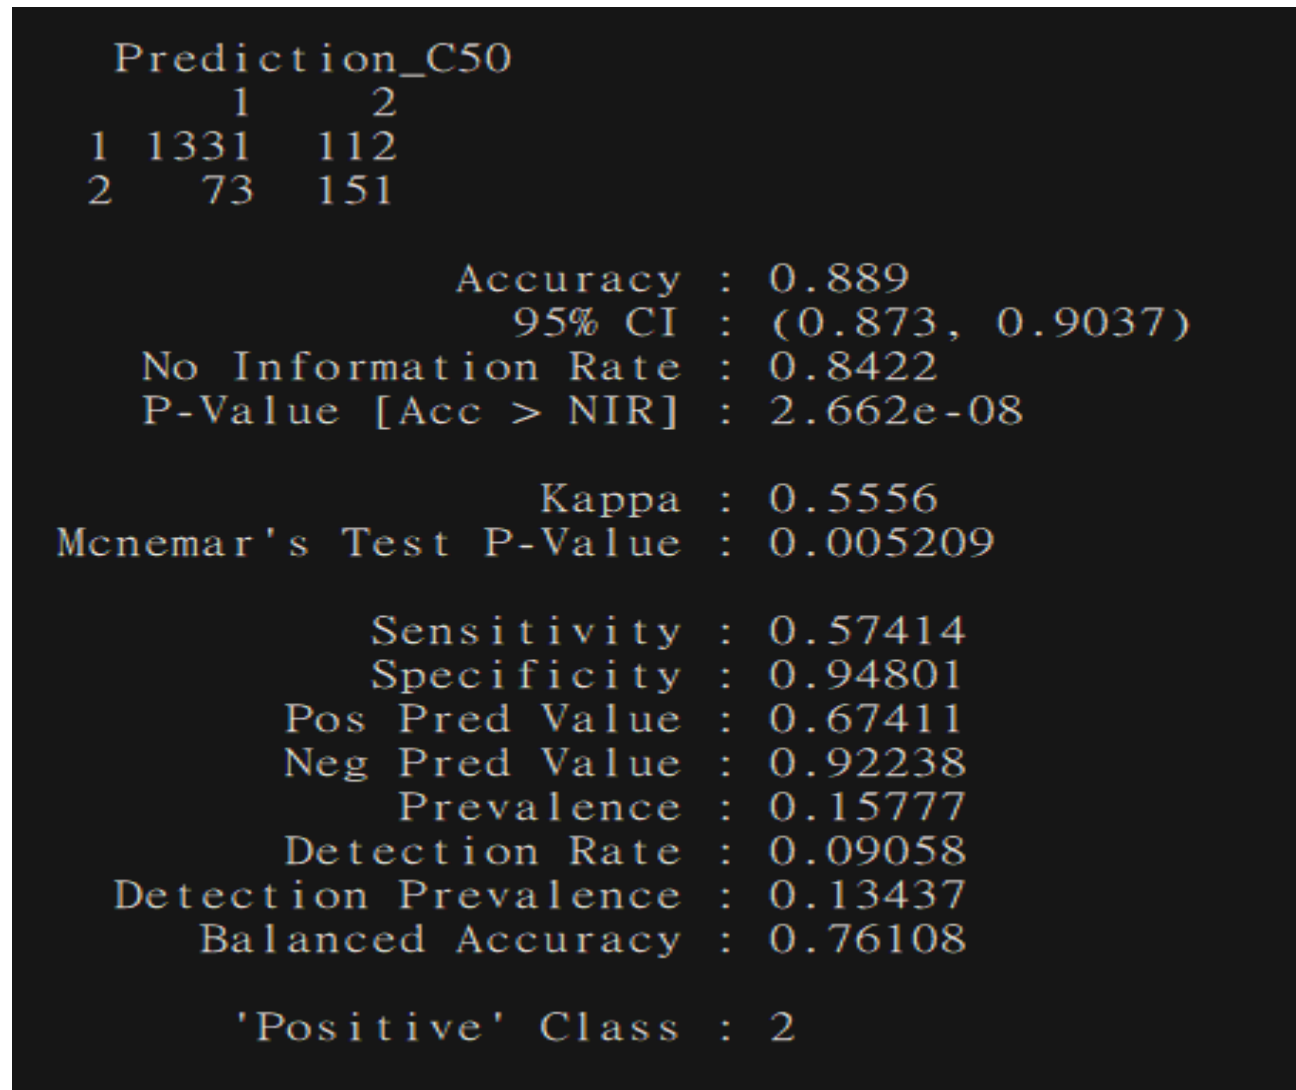 Prediction_C50
1 2
1 1331 112
2 73 151
Accuracy : 0.889
95% CI : (0.873, 0.9037)
No Information Rate : 0.8422
P-Value [Acc > NIR] : 2.662e-08
Kappa : 0.5556
Mcnemar's Test P-Value : 0.005209
Sensitivity : 0.57414
Specificity : 0.94801
Pos Pred Value : 0.67411
Neg Pred Value : 0.92238
Prevalence : 0.15777
Detection Rate : 0.09058
Detection Prevalence : 0.13437
Balanced Accuracy : 0.76108
'Positive' Class : 2